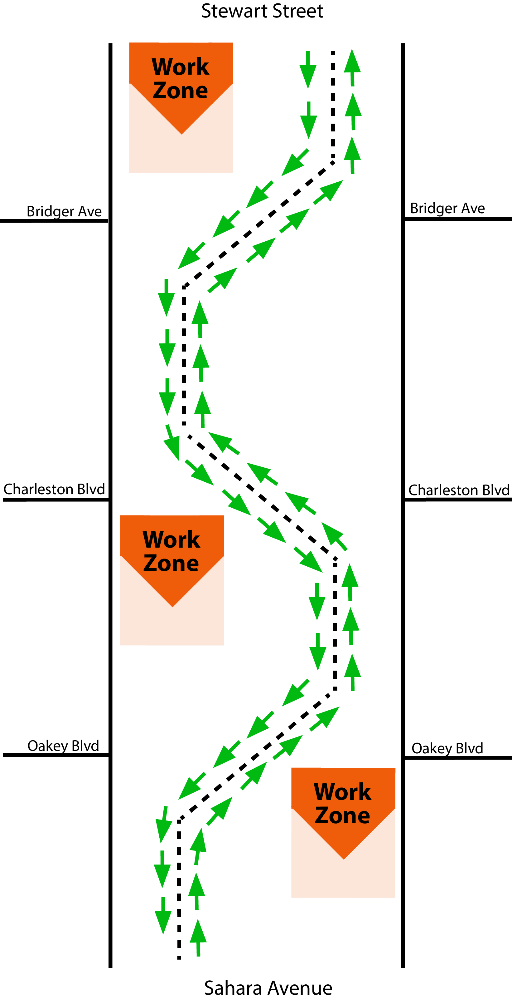 Stewart Street
Work
Zone
Bridger Ave
Bridger Ave
Charleston Blvd
Charleston Blvd
Work
Zone
Oakey Blvd
Oakey Blvd
Work
Zone
Sahara Avenue